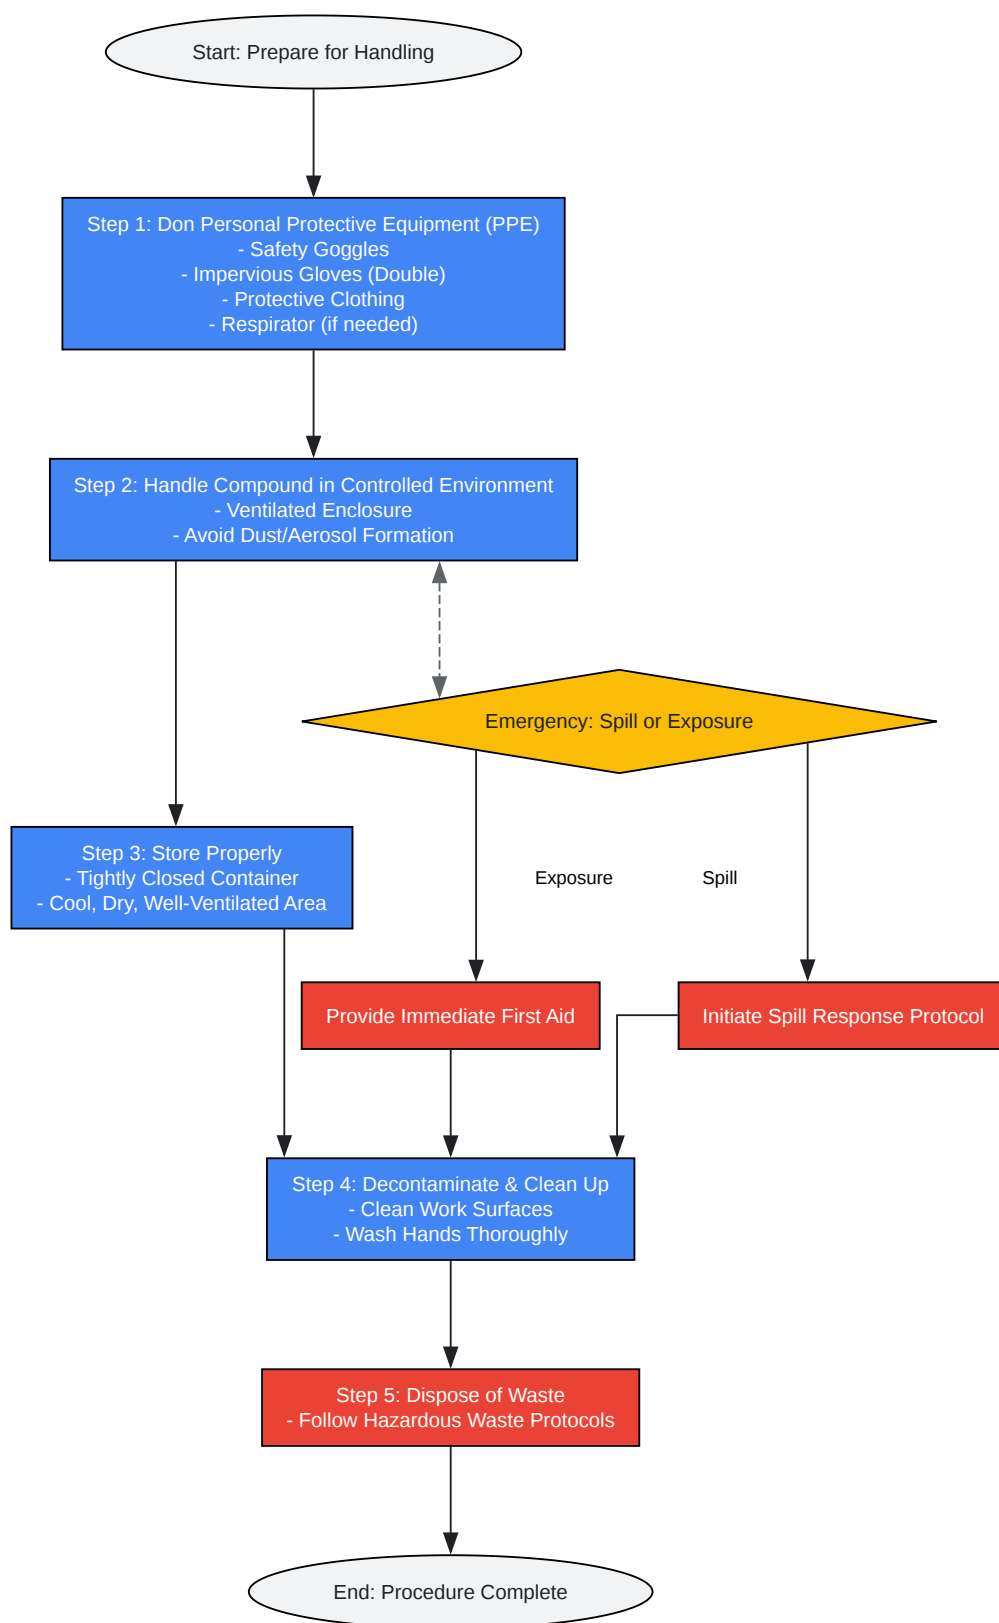 Start: Prepare for Handling
Step 1: Don Personal Protective Equipment (PPE)
- Safety Goggles
- Impervious Gloves (Double)
- Protective Clothing
- Respirator (if needed)
Step 2: Handle Compound in Controlled Environment
- Ventilated Enclosure
- Avoid Dust/Aerosol Formation
Emergency: Spill or Exposure
Step 3: Store Properly
- Tightly Closed Container
- Cool, Dry, Well-Ventilated Area
Exposure
Spill
Provide Immediate First Aid
Initiate Spill Response Protocol
Step 4: Decontaminate & Clean Up
- Clean Work Surfaces
- Wash Hands Thoroughly
Step 5: Dispose of Waste
- Follow Hazardous Waste Protocols
End: Procedure Complete